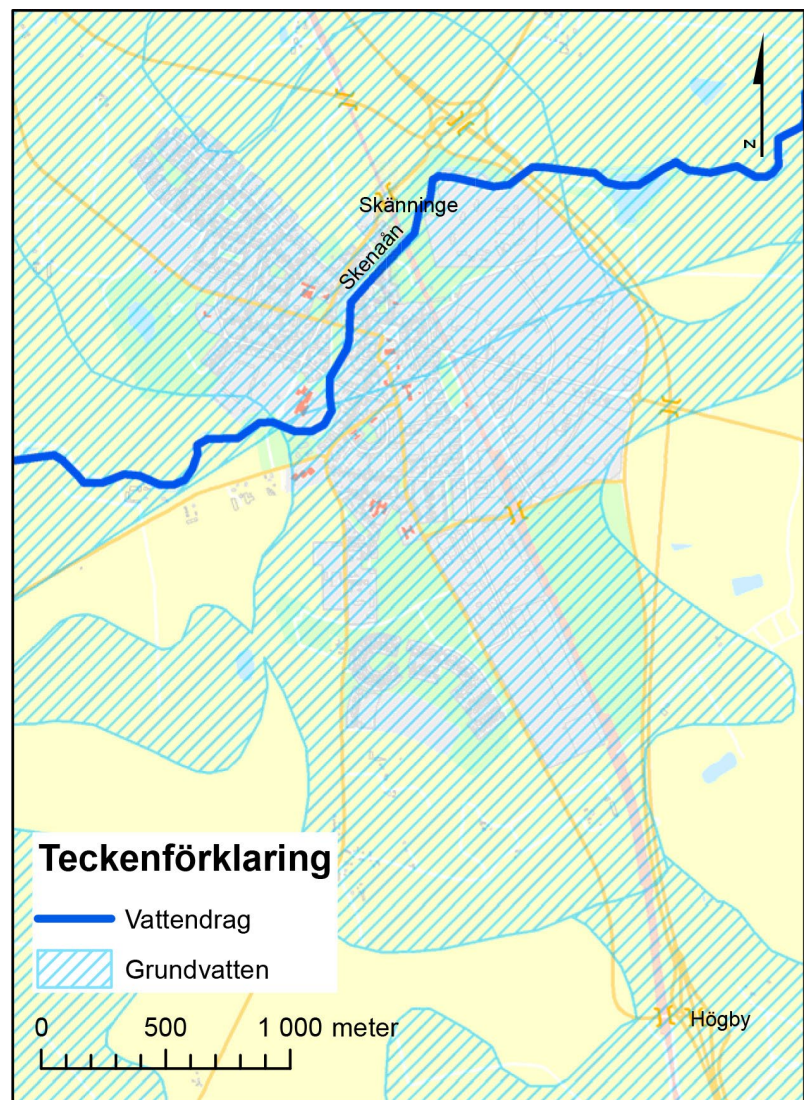 N
Skänninge
Skenaån
Teckenförklaring
Vattendrag
Grundvatten
0 500 1 000 meter
Högby